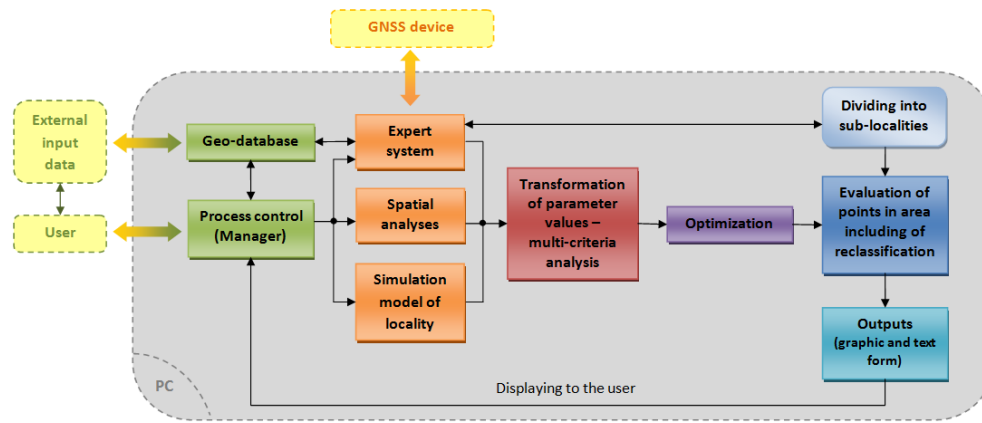 GNSS device
External
input
data
User
Geo-database
Process control
(Manager)
Expert
system
Spatial
analyses
Simulation
model of
locality
Transformation
of parameter
values –
multi-criteria
analysis
Optimization
Dividing into
sub-localities
Evaluation of
points in area
including of
reclassification
Outputs
(graphic and text
form)
Displaying to the user
PC